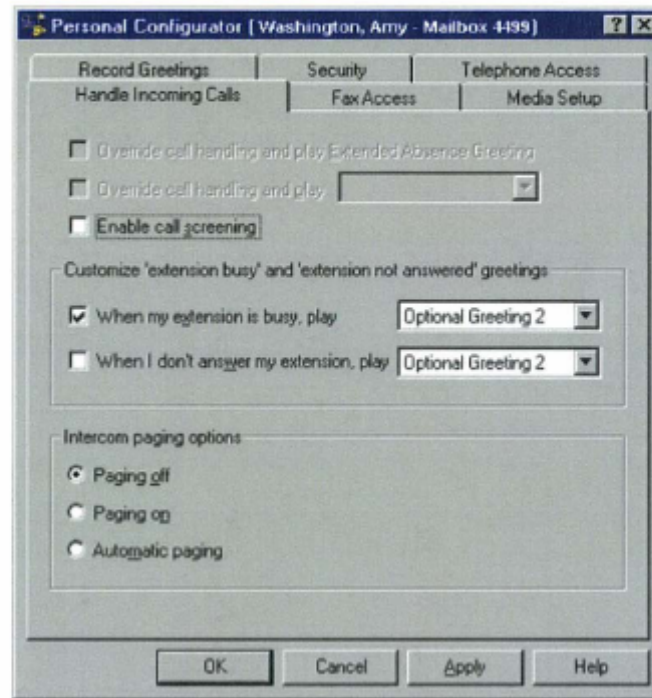 Personal Configurator (Washington, Amy - Mailbox 4499)
Record Greetings Security Telephone Access
Handle Incoming Calls Fax Access Media Setup
Override call handling and play Extended Absence Greeting
Override call handling and play
Enable call screening
Customize 'extension busy' and 'extension not answered' greetings
When my extension is busy, play Optional Greeting 2
When I don't answer my extension, play Optional Greeting 2
Intercom paging options
Paging off
Paging on
Automatic paging
OK Cancel Apply Help